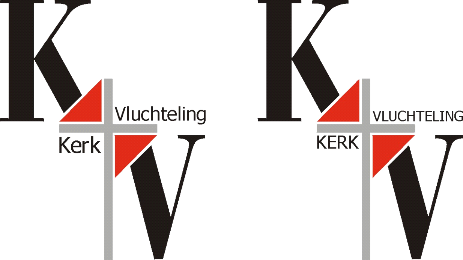 K
Vluchteling
Kerk
V
K
VLUCHTELING
KERK
V